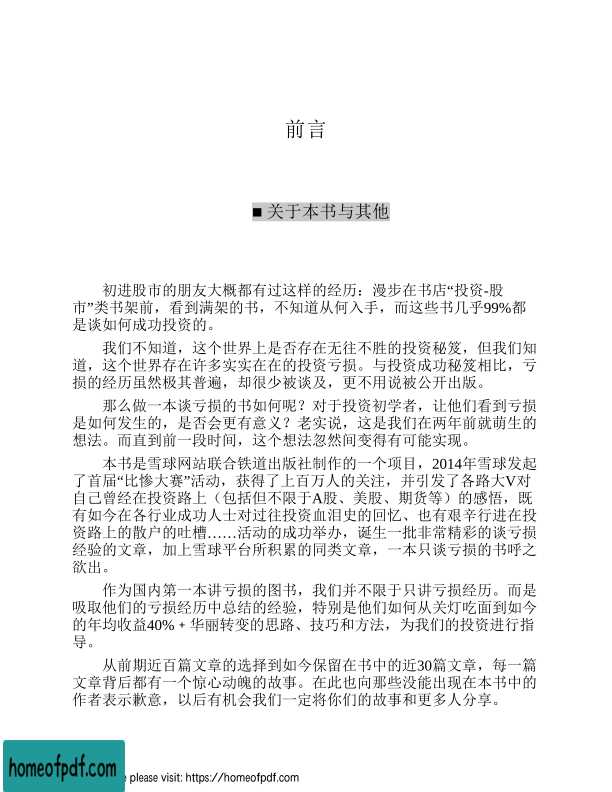 前言
■ 关于本书与其他
初进股市的朋友大概都有过这样的经历：漫步在书店“投资-股
市”类书架前，看到满架的书，不知道从何入手，而这些书几乎99%都
是谈如何成功投资的。
我们不知道，这个世界上是否存在无往不胜的投资秘笈，但我们知
道，这个世界存在许多实实在在的投资亏损。与投资成功秘笈相比，亏
损的经历虽然极其普遍，却很少被谈及，更不用说被公开出版。
那么做一本谈亏损的书如何呢？对于投资初学者，让他们看到亏损
是如何发生的，是否会更有意义？老实说，这是我们在两年前就萌生的
想法。而直到前一段时间，这个想法忽然间变得有可能实现。
本书是雪球网站联合铁道出版社制作的一个项目，2014年雪球发起
了首届“比惨大赛”活动，获得了上百万人的关注，并引发了各路大V对
自己曾经在投资路上（包括但不限于A股、美股、期货等）的感悟，既
有如今在各行业成功人士对过往投资血泪史的回忆、也有艰辛行进在投
资路上的散户的吐槽……活动的成功举办，诞生一批非常精彩的谈亏损
经验的文章，加上雪球平台所积累的同类文章，一本只谈亏损的书呼之
欲出。
作为国内第一本讲亏损的图书，我们并不限于只讲亏损经历。而是
吸取他们的亏损经历中总结的经验，特别是他们如何从关灯吃面到如今
的年均收益40%﹢华丽转变的思路、技巧和方法，为我们的投资进行指
导。
从前期近百篇文章的选择到如今保留在书中的近30篇文章，每一篇
文章背后都有一个惊心动魄的故事。在此也向那些没能出现在本书中的
作者表示歉意，以后有机会我们一定将你们的故事和更多人分享。
homeofpdf.com
e please visit: https://homeofpdf.com